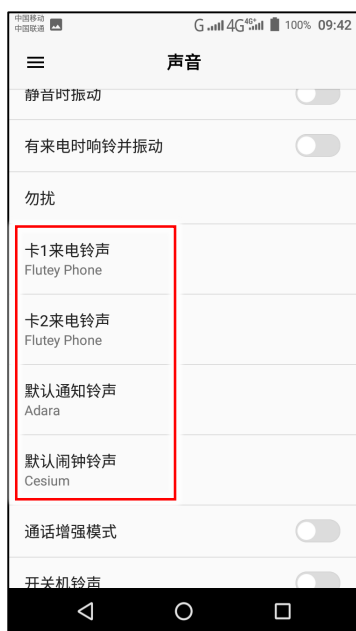 中国移动
中国联通
G 4G 4G 100% 09:42
声音
静音时振动
有来电时响铃并振动
勿扰
卡1来电铃声
Flutey Phone
卡2来电铃声
Flutey Phone
默认通知铃声
Adara
默认闹钟铃声
Cesium
通话增强模式
开关机铃声